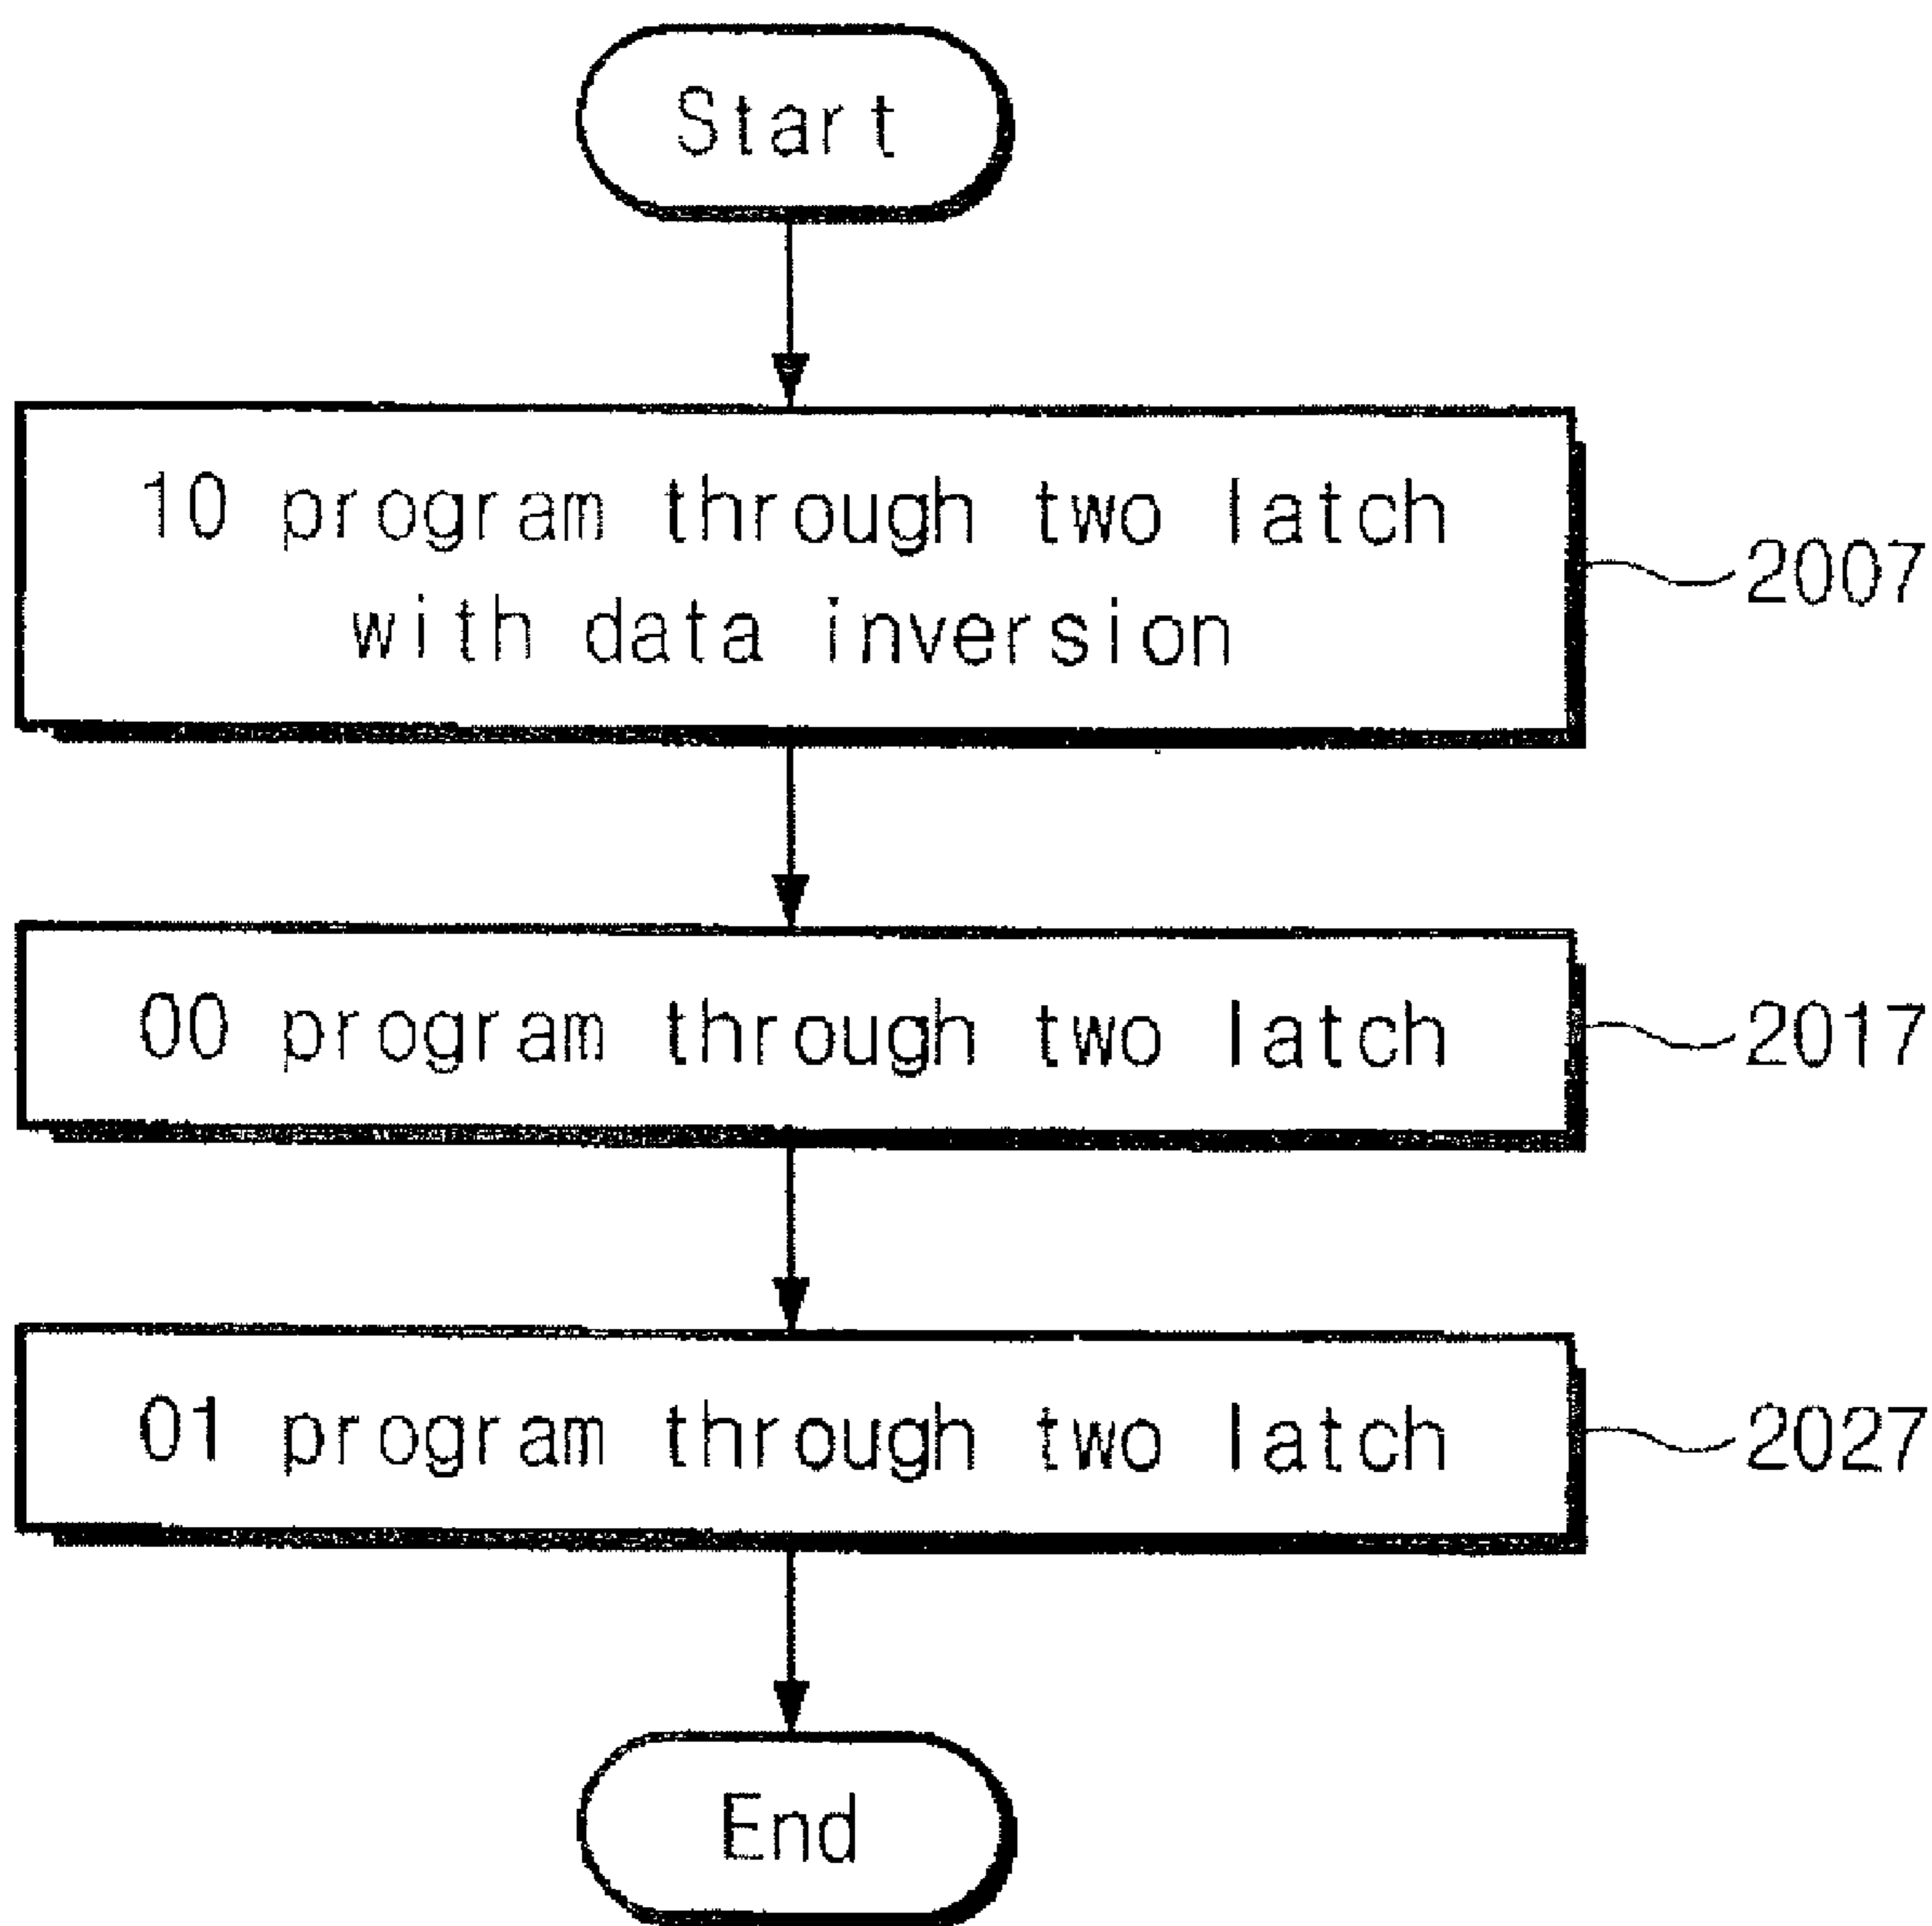 Start
10 program through two latch
with data inversion
2007
00 program through two latch
2017
01 program through two latch
2027
End